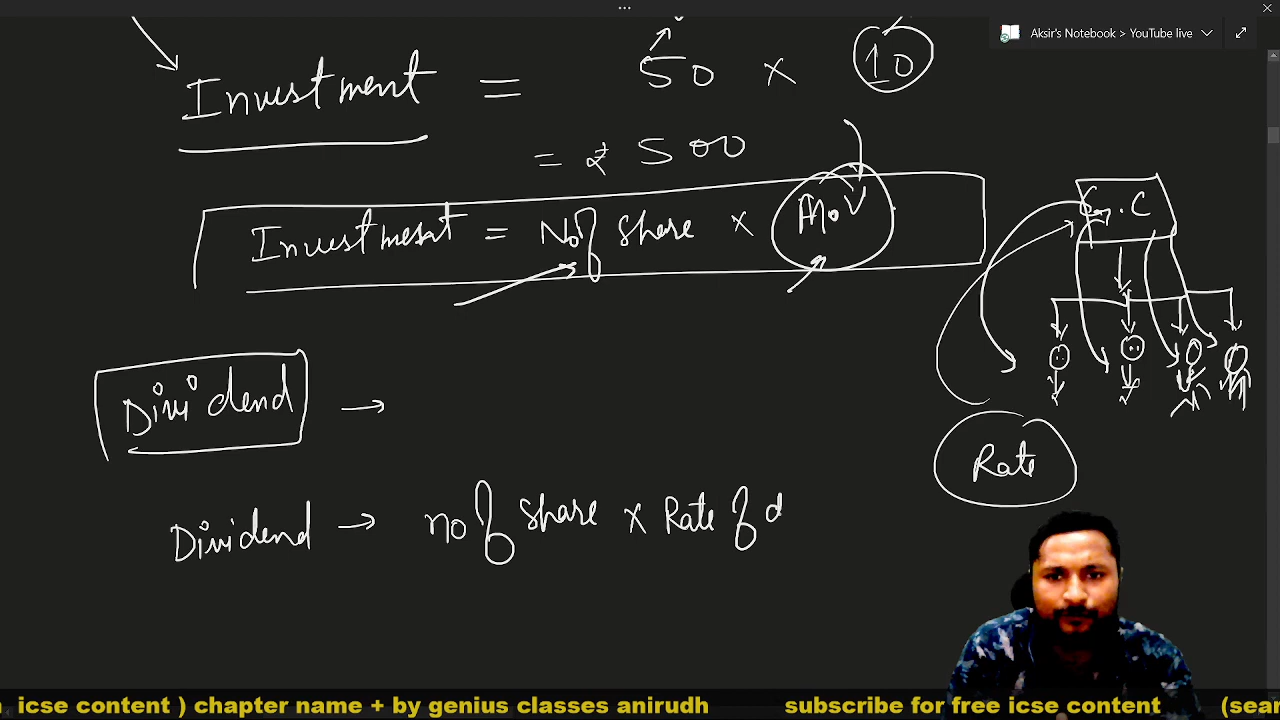 Aksir's Notebook > YouTube live
Investment = 50 × 10
= ₹ 500
Investment = No of Share × M.V
C
Dividend →
Rate
Dividend → no of Share × Rate of d
icse content ) chapter name + by genius classes anirudh subscribe for free icse content (sear